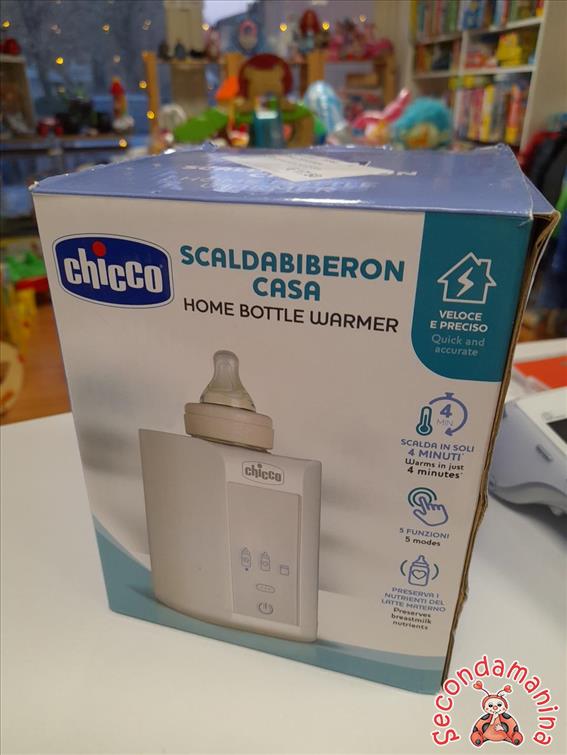 chicco
SCALDABIBERON
CASA
HOME BOTTLE WARMER
VELOCE
E PRECISO
Quick and
accurate
4
MIN
SCALDA IN SOLI
4 MINUTI*
Warms in just
4 minutes*
5 FUNZIONI
5 modes
PRESERVA I
NUTRIENTI DEL
LATTE MATERNO
Preserves
breastmilk
nutrients
chicco
secondamanina